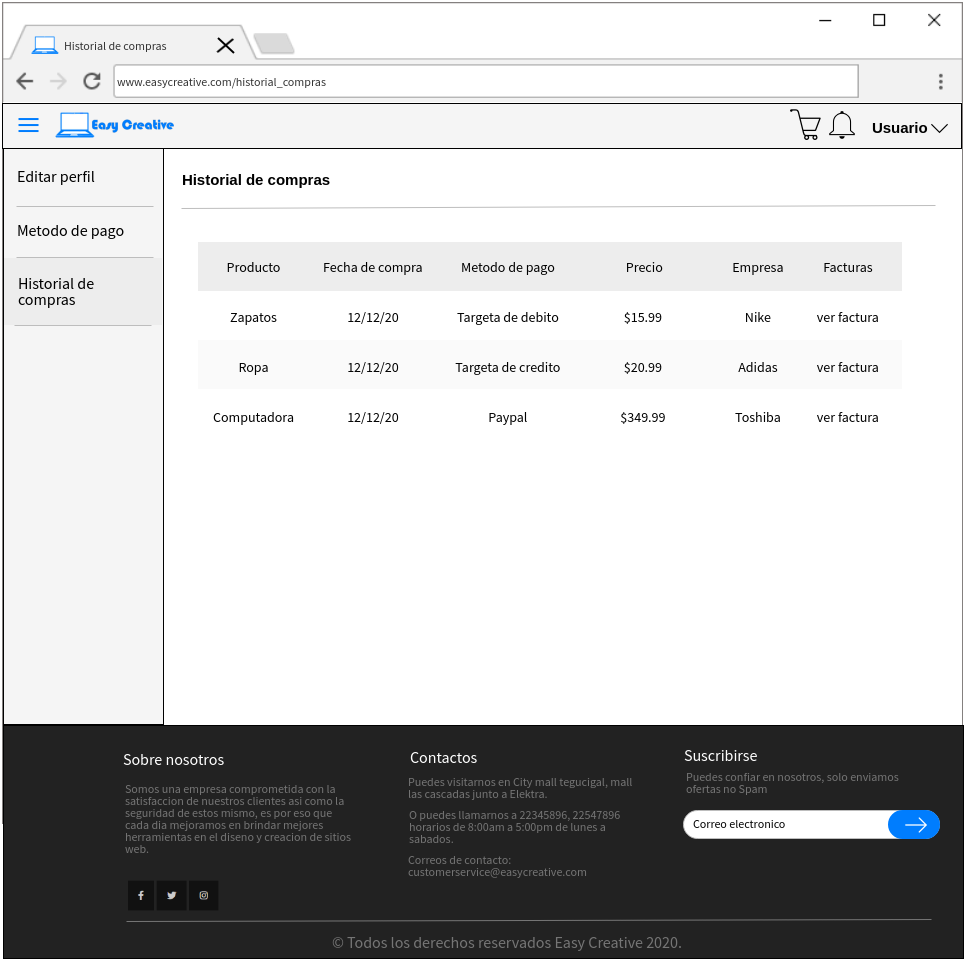 Historial de compras
www.easycreative.com/historial_compras
Easy Creative
Usuario
Editar perfil
Metodo de pago
Historial de
compras
Historial de compras
Producto Fecha de compra Metodo de pago Precio Empresa Facturas
Zapatos 12/12/20 Targeta de debito $15.99 Nike ver factura
Ropa 12/12/20 Targeta de credito $20.99 Adidas ver factura
Computadora 12/12/20 Paypal $349.99 Toshiba ver factura
Sobre nosotros
Somos una empresa comprometida con la
satisfaccion de nuestros clientes asi como la
seguridad de estos mismo, es por eso que
cada dia mejoramos en brindar mejores
herramientas en el diseno y creacion de sitios
web.
Contactos
Puedes visitarnos en City mall tegucigal, mall
las cascadas junto a Elektra.
O puedes llamarnos a 22345896, 22547896
horarios de 8:00am a 5:00pm de lunes a
sabados.
Correos de contacto:
customerservice@easycreative.com
Suscribirse
Puedes confiar en nosotros, solo enviamos
ofertas no Spam
Correo electronico
© Todos los derechos reservados Easy Creative 2020.